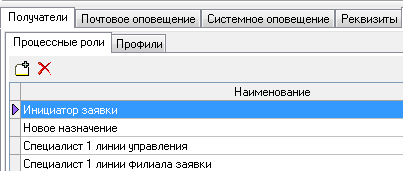 Получатели Почтовое оповещение Системное оповещение Реквизиты
Процессные роли Профили
Наименование
Инициатор заявки
Новое назначение
Специалист 1 линии управления
Специалист 1 линии филиала заявки